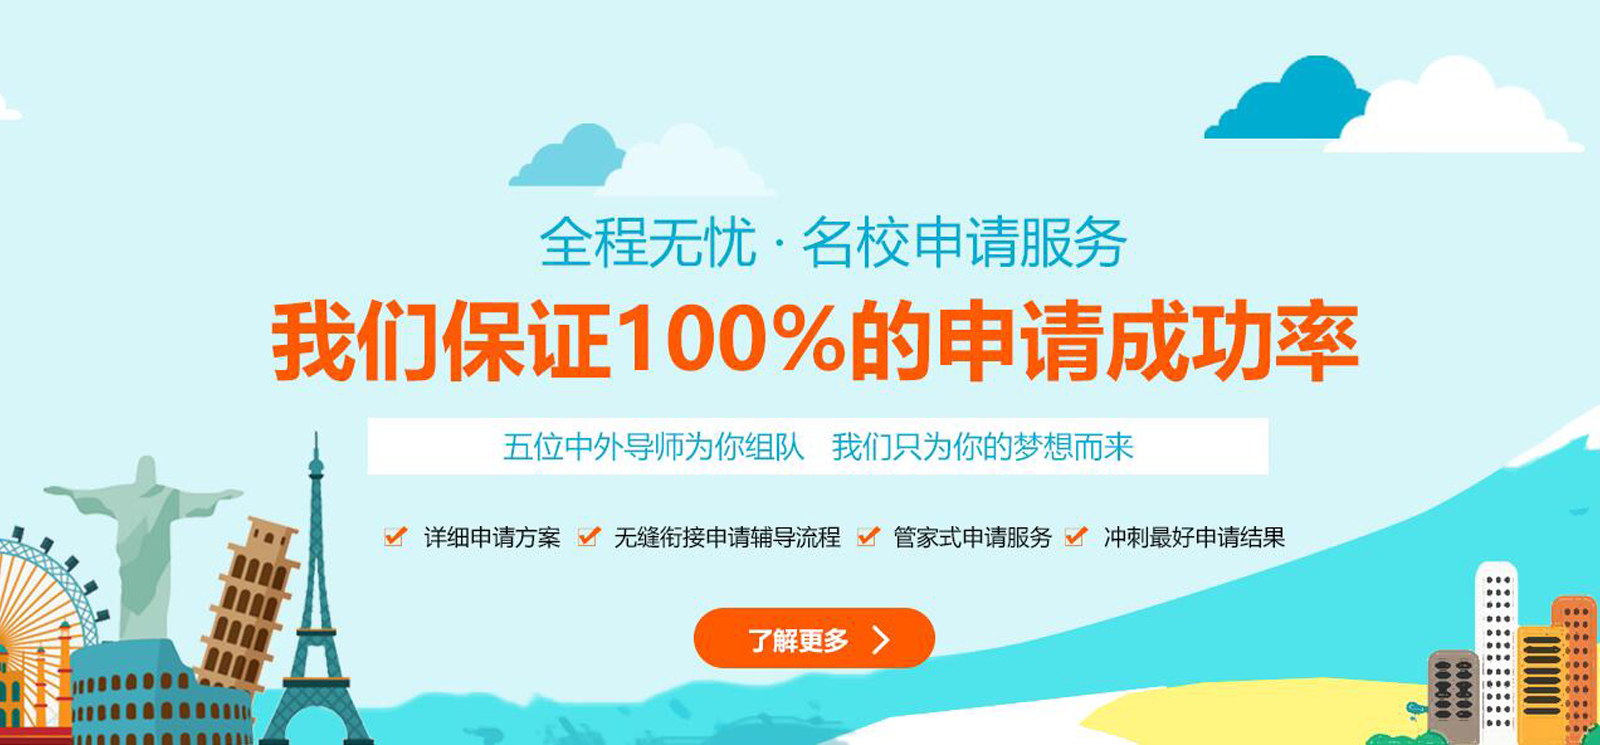 全程无忧·名校申请服务
我们保证100%的申请成功率
五位中外导师为你组队 我们只为你的梦想而来
详细申请方案 无缝衔接申请辅导流程 管家式申请服务 冲刺最好申请结果
了解更多